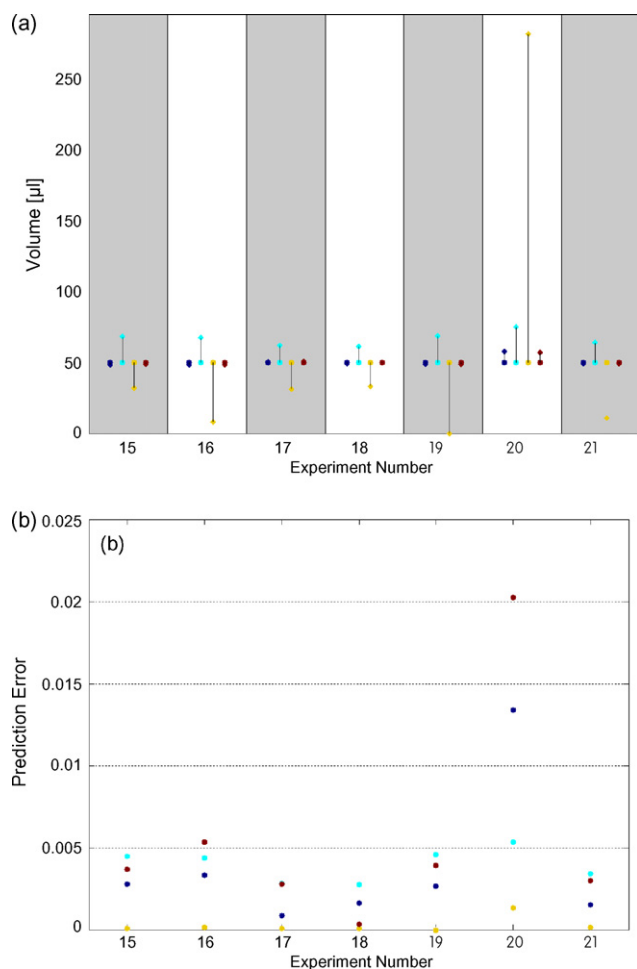 (a)
250
200
150
100
50
0
Volume [µl]
15 16 17 18 19 20 21
Experiment Number
(b)
(b)
0.025
0.02
0.015
0.01
0.005
0
Prediction Error
15 16 17 18 19 20 21
Experiment Number